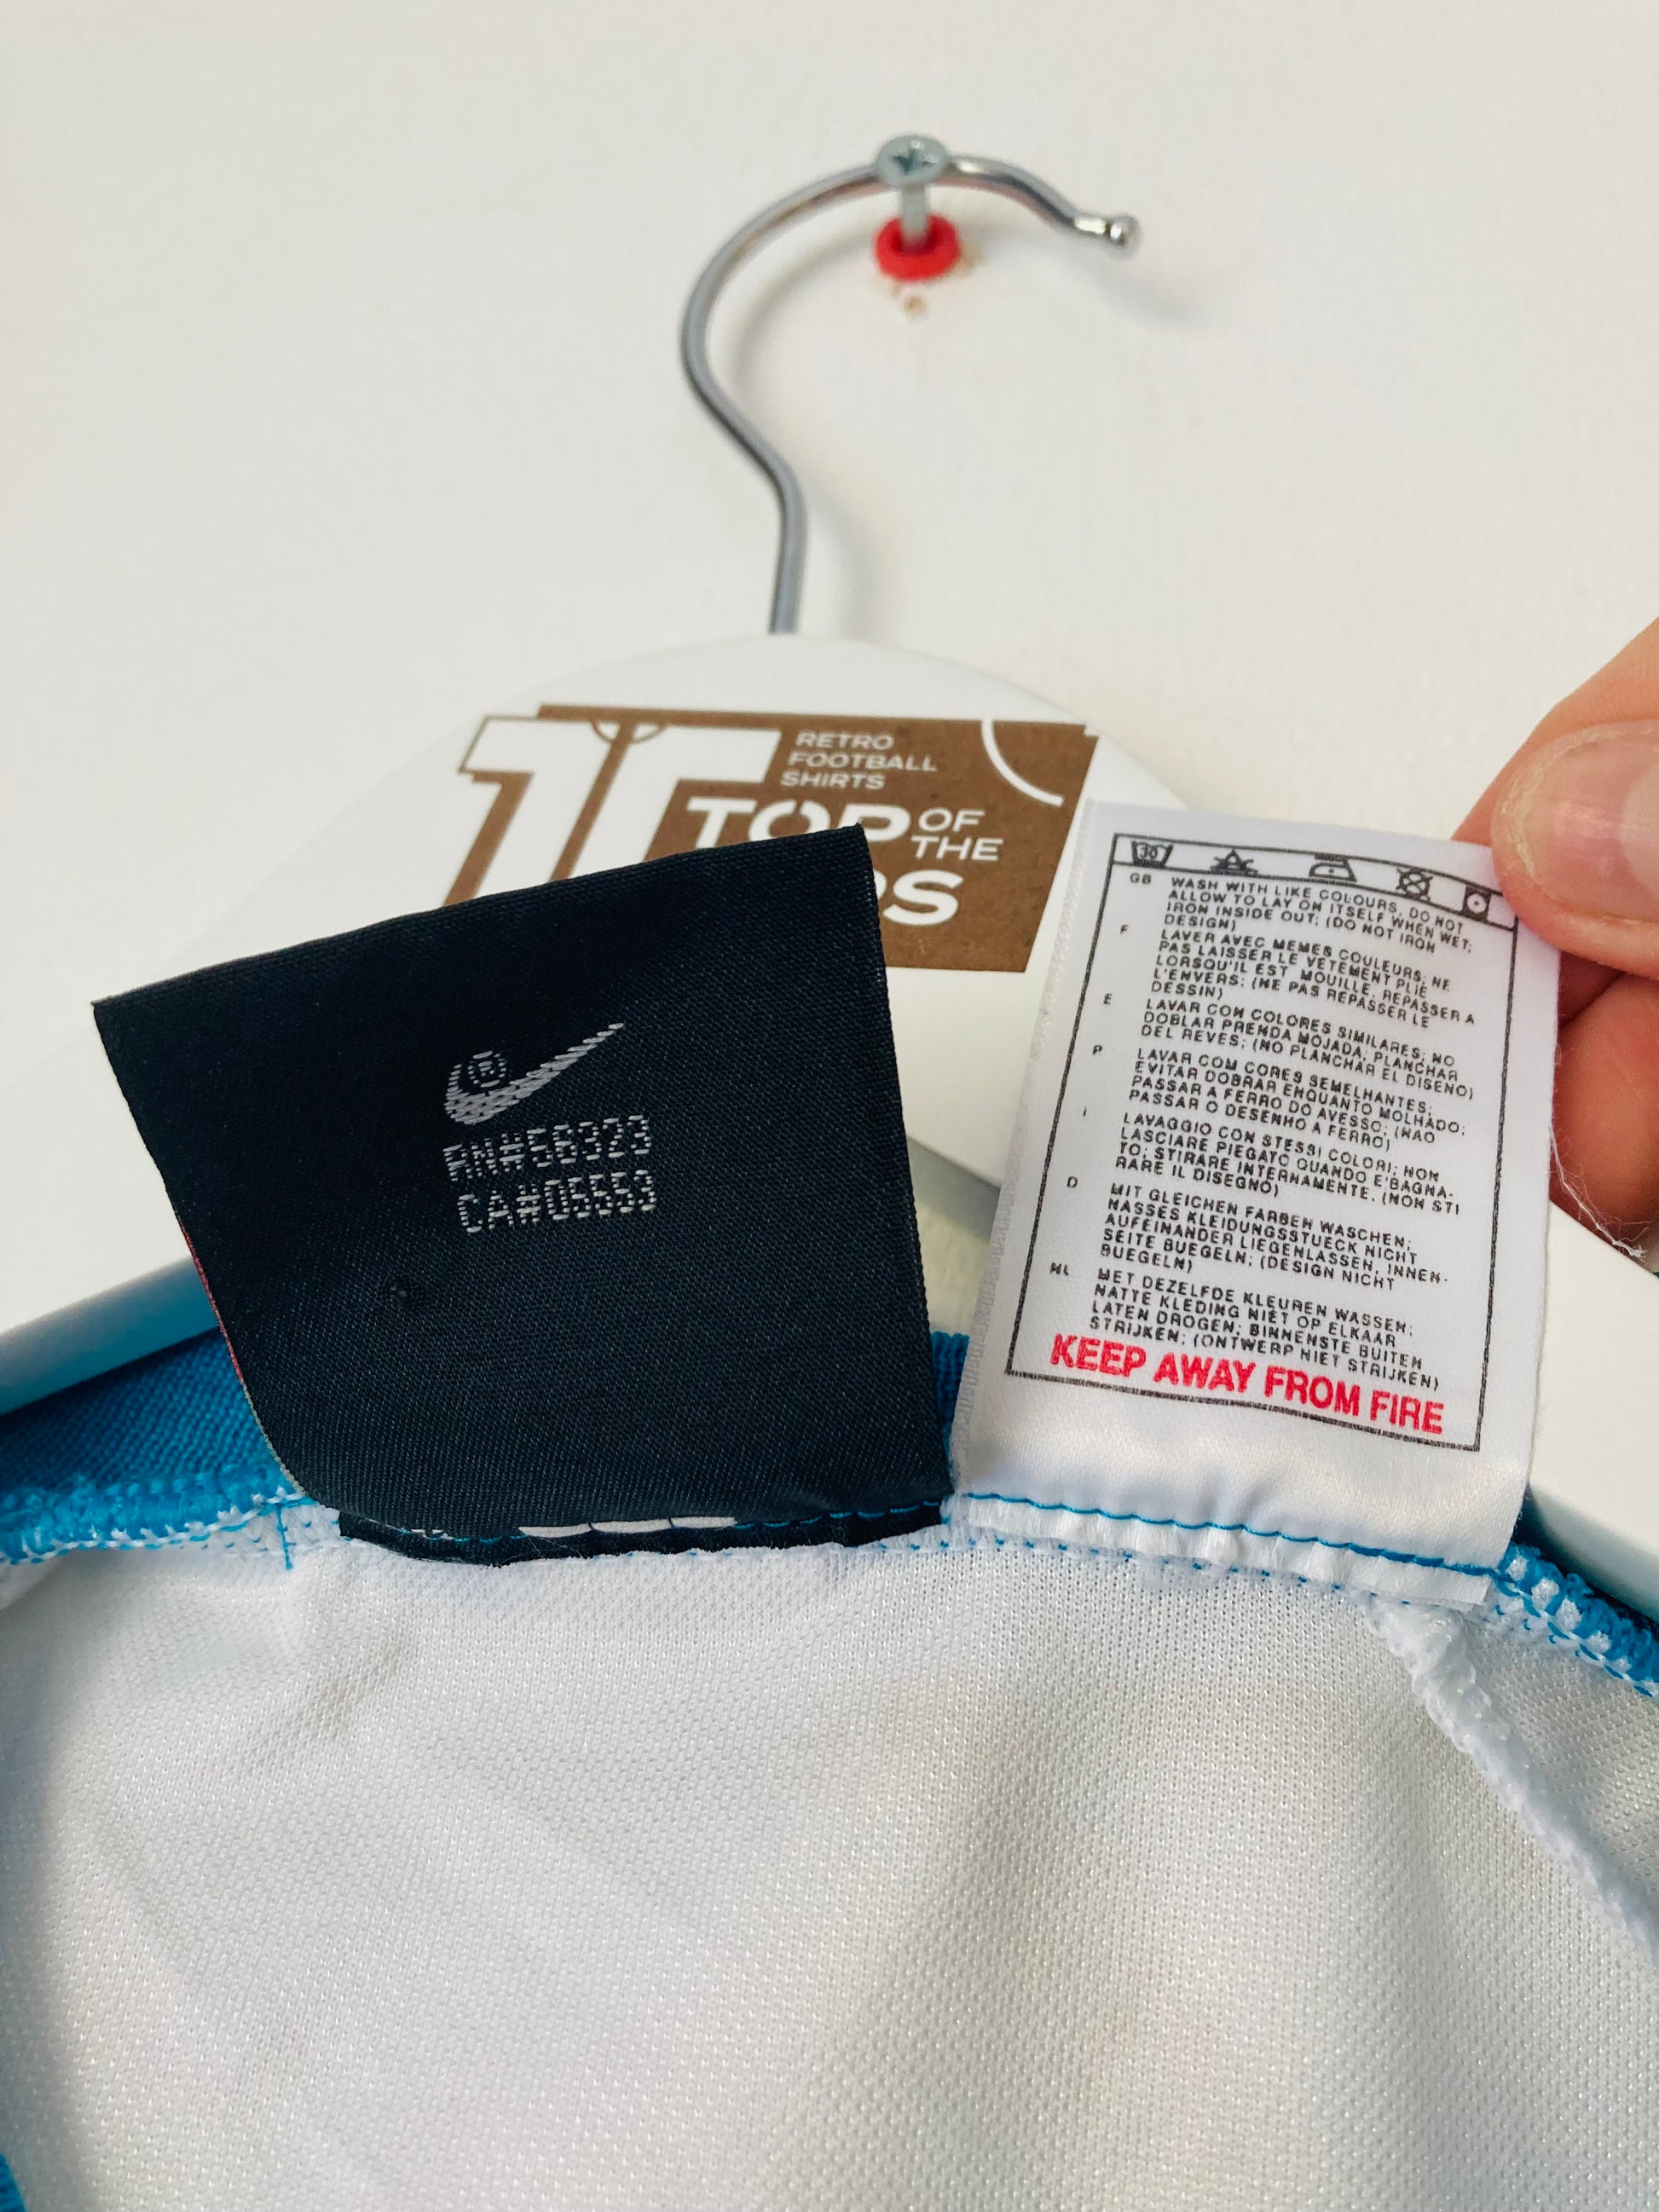 RETRO
FOOTBALL
SHIRTS
TOP OF THE
RN#56323
CA#05553
30
GB WASH WITH LIKE COLOURS, DO NOT
ALLOW TO LAY ON ITSELF WHEN WET;
IRON INSIDE OUT; (DO NOT IRON
DESIGN)
F LAVER AVEC MEMES COULEURS; NE
PAS LAISSER LE VETEMENT PLIE
LORSQU'IL EST MOUILLE, REPASSER A
L'ENVERS; (NE PAS REPASSER LE
DESSIN)
E LAVAR CON COLORES SIMILARES; NO
DOBLAR PRENDA MOJADA; PLANCHAR
DEL REVES; (NO PLANCHAR EL DISENO)
P LAVAR COM CORES SEMELHANTES;
EVITAR DOBRAR ENQUANTO MOLHADO;
PASSAR A FERRO DO AVESSO; (NAO
PASSAR O DESENHO A FERRO)
I LAVAGGIO CON STESSI COLORI; NON
LASCIARE PIEGATO QUANDO E'BAGNA-
TO; STIRARE INTERNAMENTE, (NON STI
RARE IL DISEGNO)
D MIT GLEICHEN FARBEN WASCHEN;
NASSES KLEIDUNGSSTUECK NICHT
AUFEINANDER LIEGENLASSEN, INNEN-
SEITE BUEGELN; (DESIGN NICHT
BUEGELN)
NL MET DEZELFDE KLEUREN WASSEN;
NATTE KLEDING NIET OP ELKAAR
LATEN DROGEN; BINNENSTE BUITEN
STRIJKEN; (ONTWERP NIET STRIJKEN)
KEEP AWAY FROM FIRE